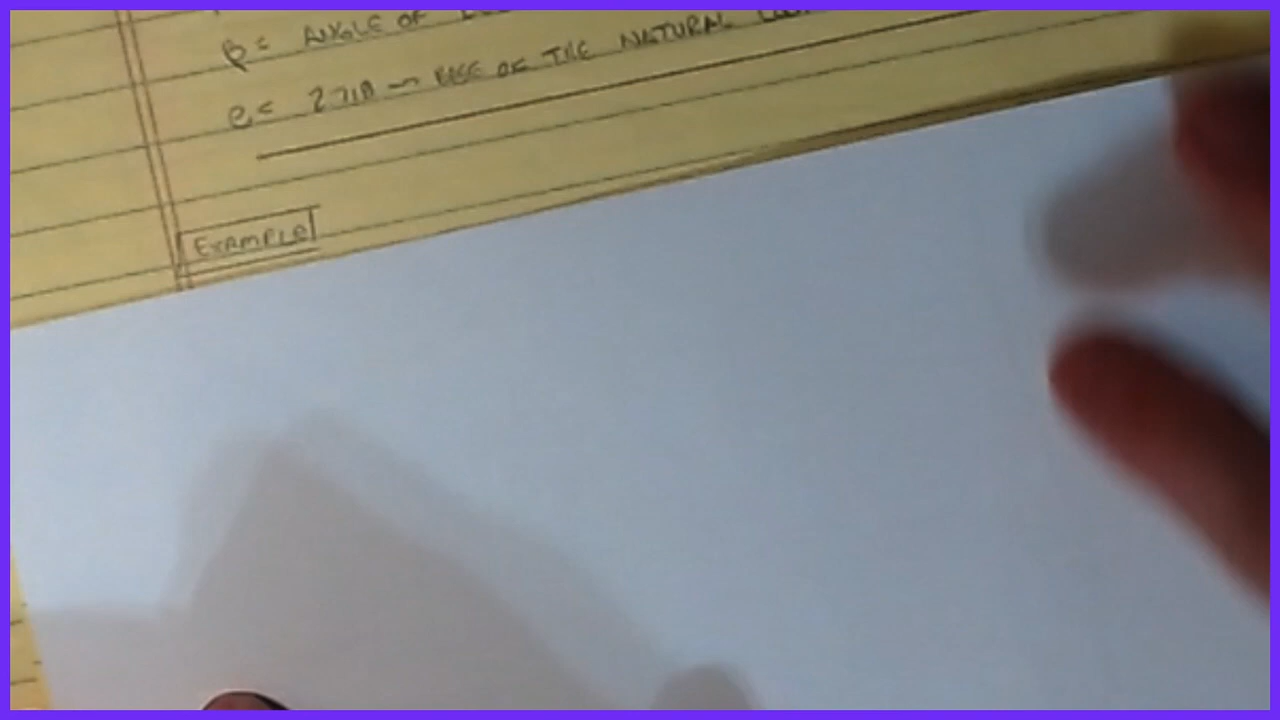 β = ANGLE OF
e = 2.718 — BASE OF THE NATURAL
EXAMPLE